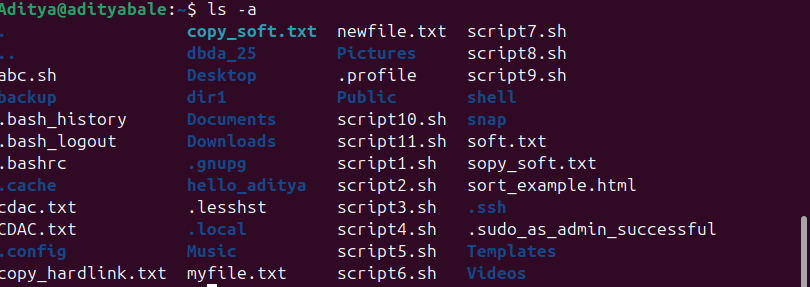 Aditya@adityabale:~$ ls -a
. copy_soft.txt newfile.txt script7.sh
.. dbda_25 Pictures script8.sh
abc.sh Desktop .profile script9.sh
backup dir1 Public shell
.bash_history Documents script10.sh snap
.bash_logout Downloads script11.sh soft.txt
.bashrc .gnupg script1.sh sopy_soft.txt
.cache hello_aditya script2.sh sort_example.html
cdac.txt .lesshst script3.sh .ssh
CDAC.txt .local script4.sh .sudo_as_admin_successful
.config Music script5.sh Templates
copy_hardlink.txt myfile.txt script6.sh Videos